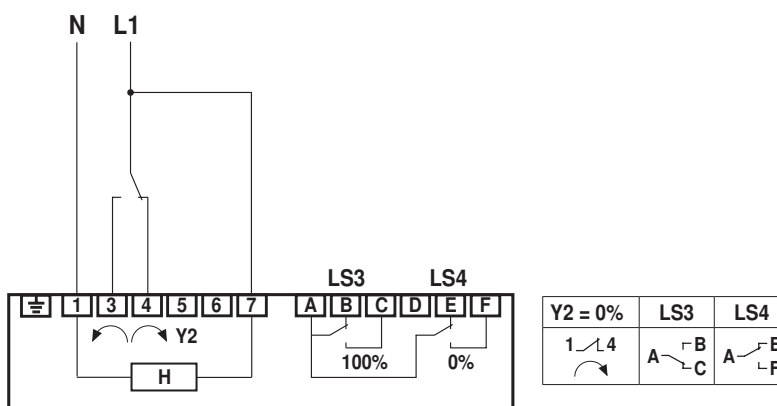 N L1
LS3 LS4
1 3 4 5 6 7 A B C D E F
Y2
100% 0%
H
Y2 = 0% LS3 LS4
1 4 A B C A E F